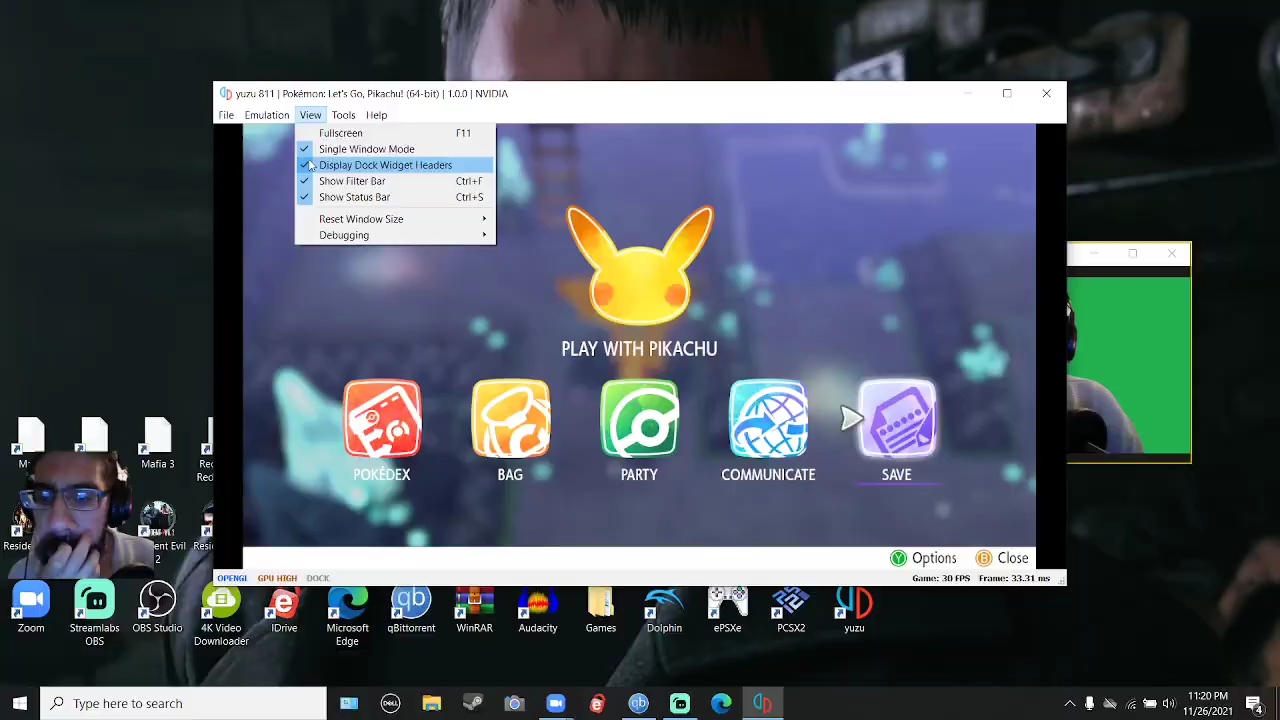 yuzu 811 | Pokémon: Let's Go, Pikachu! (64-bit) | 1.0.0 | NVIDIA
File Emulation View Tools Help
Fullscreen F11
Single Window Mode
Display Dock Widget Headers
Show Filter Bar Ctrl+F
Show Status Bar Ctrl+S
Reset Window Size
Debugging
PLAY WITH PIKACHU
POKÉDEX BAG PARTY COMMUNICATE SAVE
Y Options B Close
OPENGL GPU HIGH DOCK Game: 30 FPS Frame: 33.31 ms
Mafia 3
Zoom
Streamlabs OBS
OBS Studio
4K Video Downloader
IDrive
Microsoft Edge
qBittorrent
WinRAR
Audacity
Games
Dolphin
ePSXe
PCSX2
yuzu
Type here to search
DELL
11:20 PM
11/26/2021
4